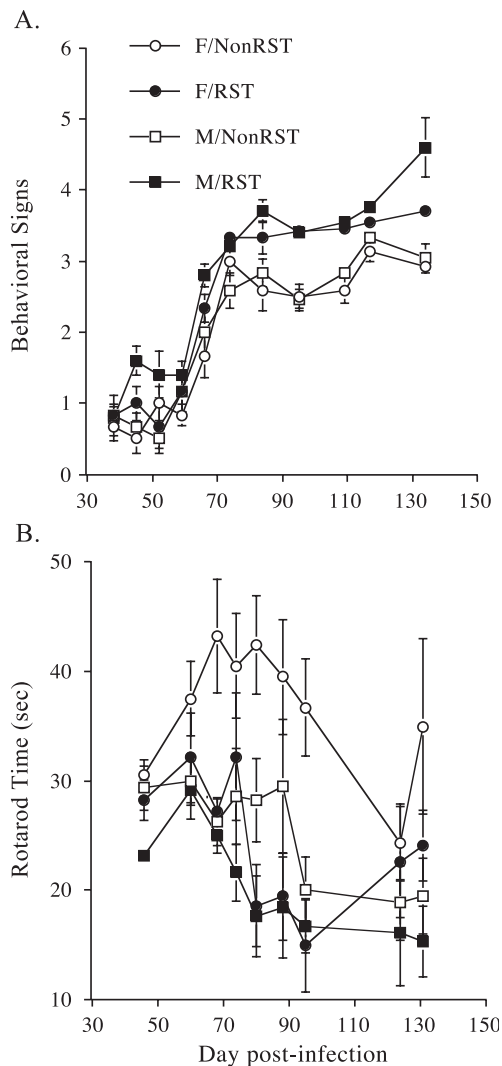 A.
F/NonRST
F/RST
M/NonRST
M/RST
Behavioral Signs
6
5
4
3
2
1
0
30 50 70 90 110 130 150
B.
Rotarod Time (sec)
50
40
30
20
10
30 50 70 90 110 130 150
Day post-infection